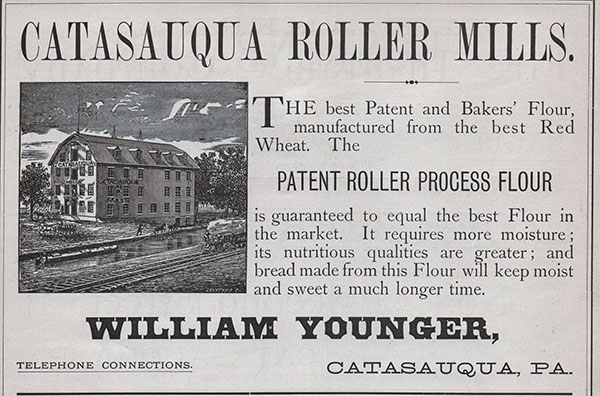 CATASAUQUA ROLLER MILLS.
THE best Patent and Bakers' Flour,
manufactured from the best Red
Wheat. The
PATENT ROLLER PROCESS FLOUR
is guaranteed to equal the best Flour in
the market. It requires more moisture;
its nutritious qualities are greater; and
bread made from this Flour will keep moist
and sweet a much longer time.
WILLIAM YOUNGER,
TELEPHONE CONNECTIONS. CATASAUQUA, PA.